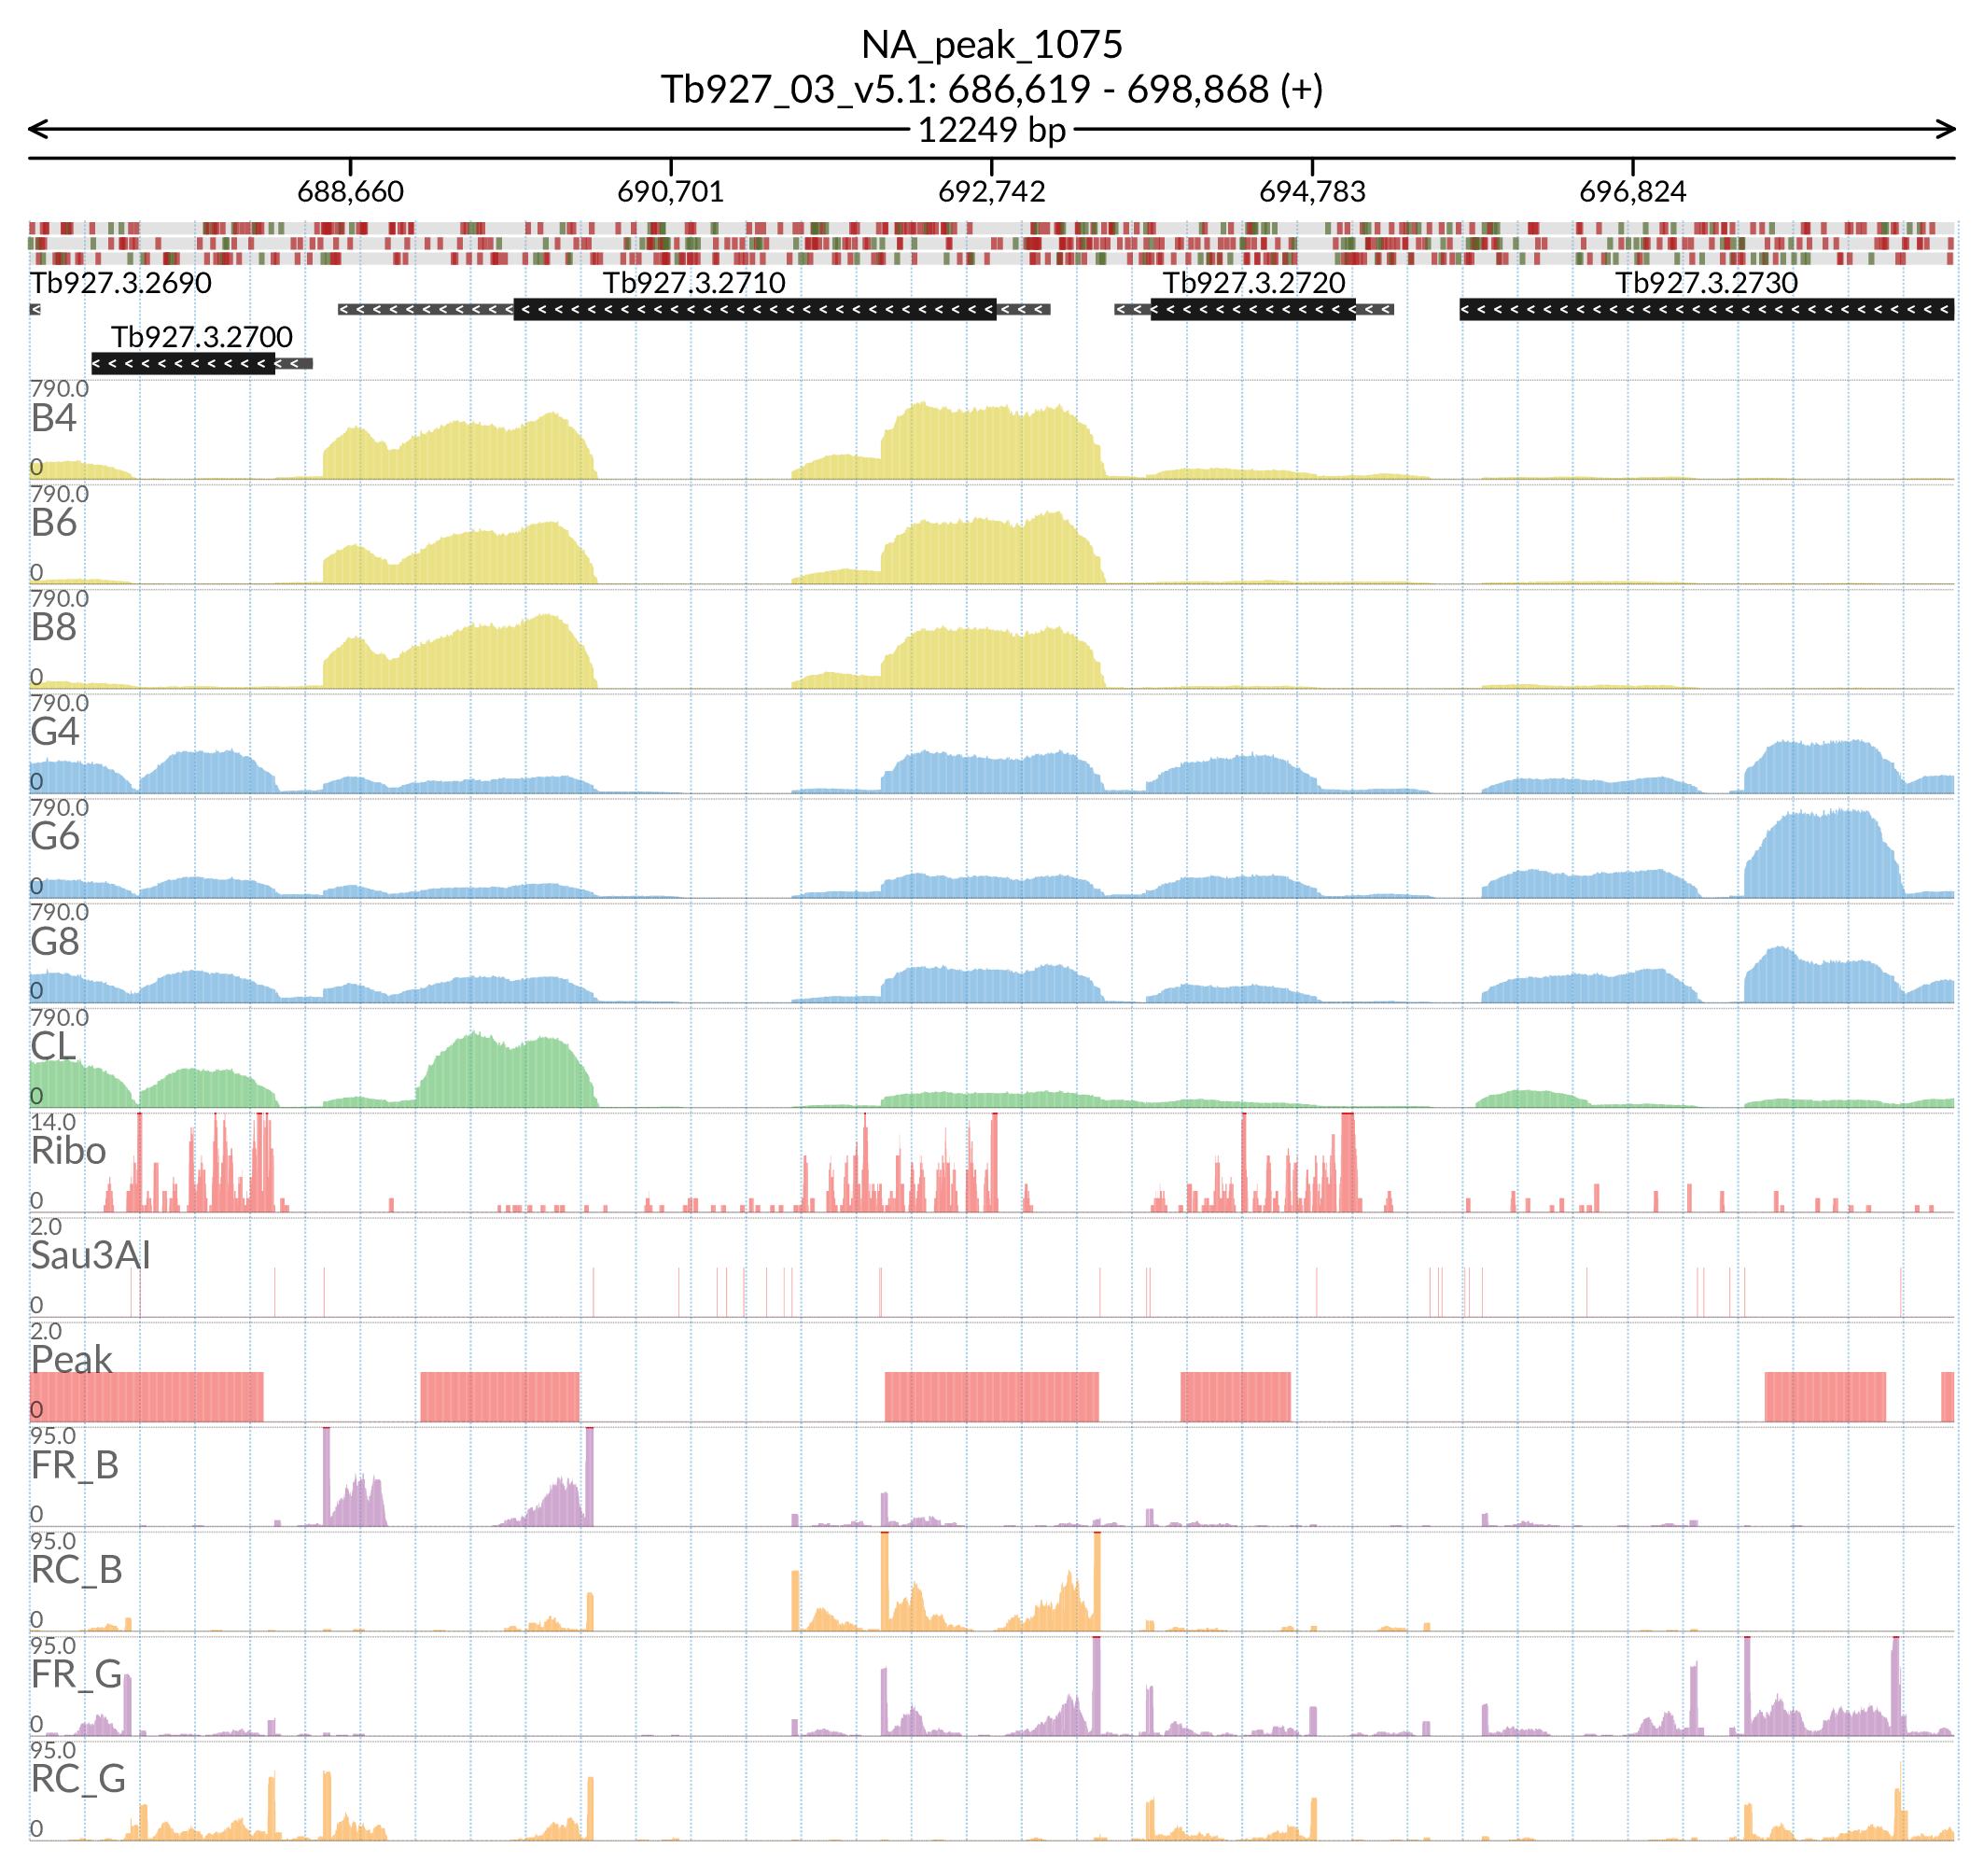 NA_peak_1075
Tb927_03_v5.1: 686,619 - 698,868 (+)
12249 bp
688,660 690,701 692,742 694,783 696,824
Tb927.3.2690 Tb927.3.2710 Tb927.3.2720 Tb927.3.2730
Tb927.3.2700
790.0
B4
0
790.0
B6
0
790.0
B8
0
790.0
G4
0
790.0
G6
0
790.0
G8
0
790.0
CL
0
14.0
Ribo
0
2.0
Sau3AI
0
2.0
Peak
0
95.0
FR_B
0
95.0
RC_B
0
95.0
FR_G
0
95.0
RC_G
0